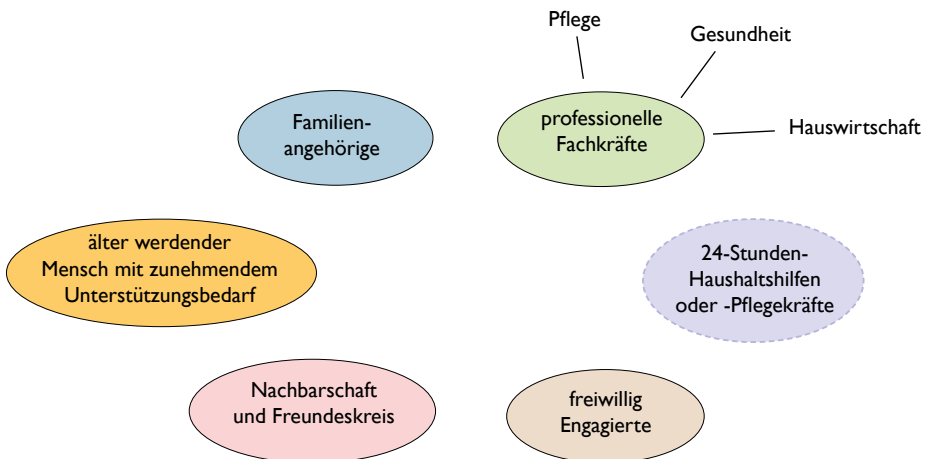 Pflege
Gesundheit
Hauswirtschaft
professionelle
Fachkräfte
Familien-
angehörige
älter werdender
Mensch mit zunehmendem
Unterstützungsbedarf
24-Stunden-
Haushaltshilfen
oder -Pflegekräfte
Nachbarschaft
und Freundeskreis
freiwillig
Engagierte